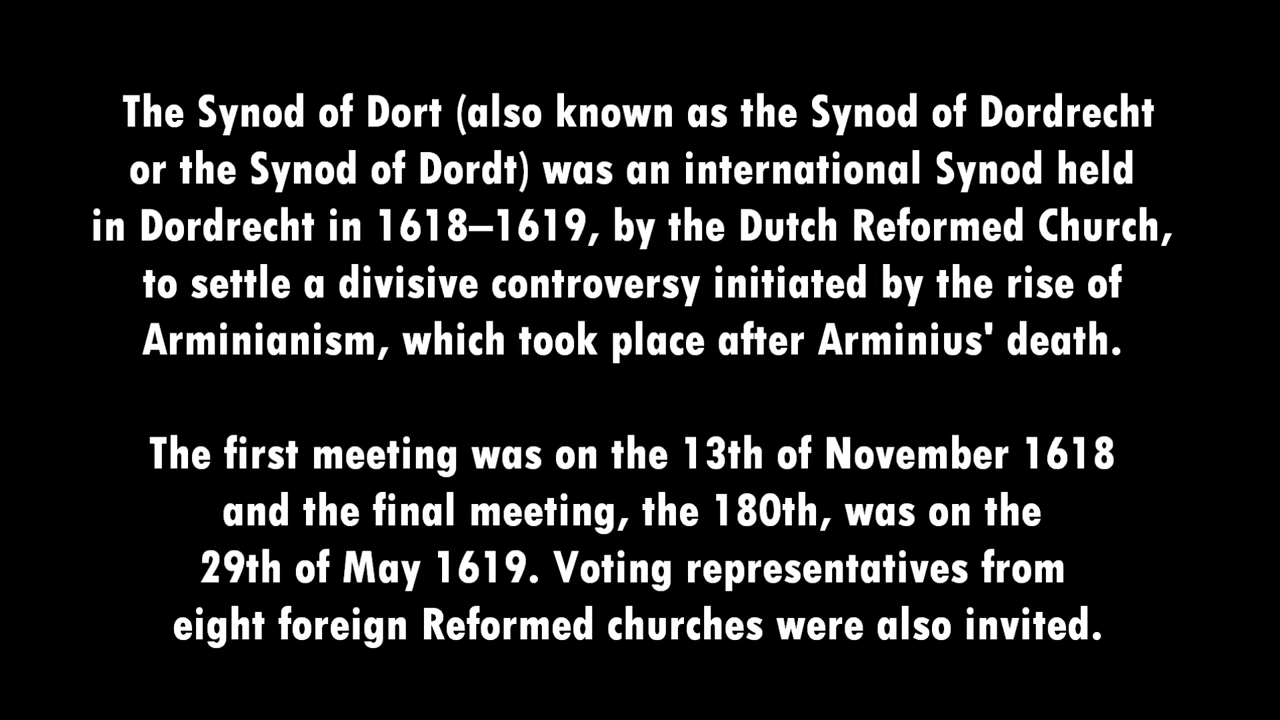 The Synod of Dort (also known as the Synod of Dordrecht
or the Synod of Dordt) was an international Synod held
in Dordrecht in 1618–1619, by the Dutch Reformed Church,
to settle a divisive controversy initiated by the rise of
Arminianism, which took place after Arminius' death.
The first meeting was on the 13th of November 1618
and the final meeting, the 180th, was on the
29th of May 1619. Voting representatives from
eight foreign Reformed churches were also invited.